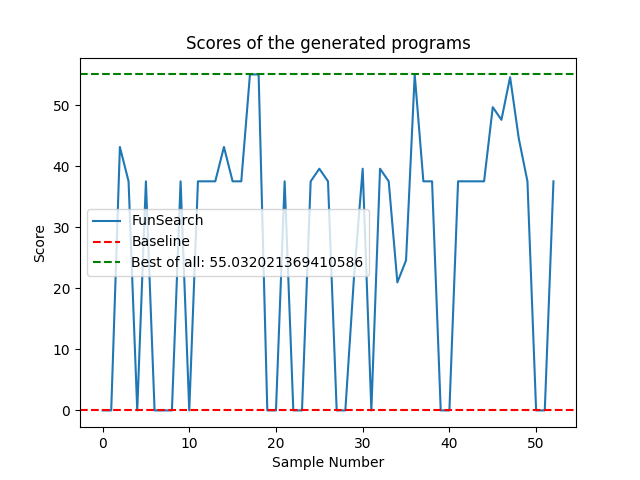 Scores of the generated programs
Score
50
40
30
20
10
0
FunSearch
Baseline
Best of all: 55.032021369410586
0 10 20 30 40 50
Sample Number